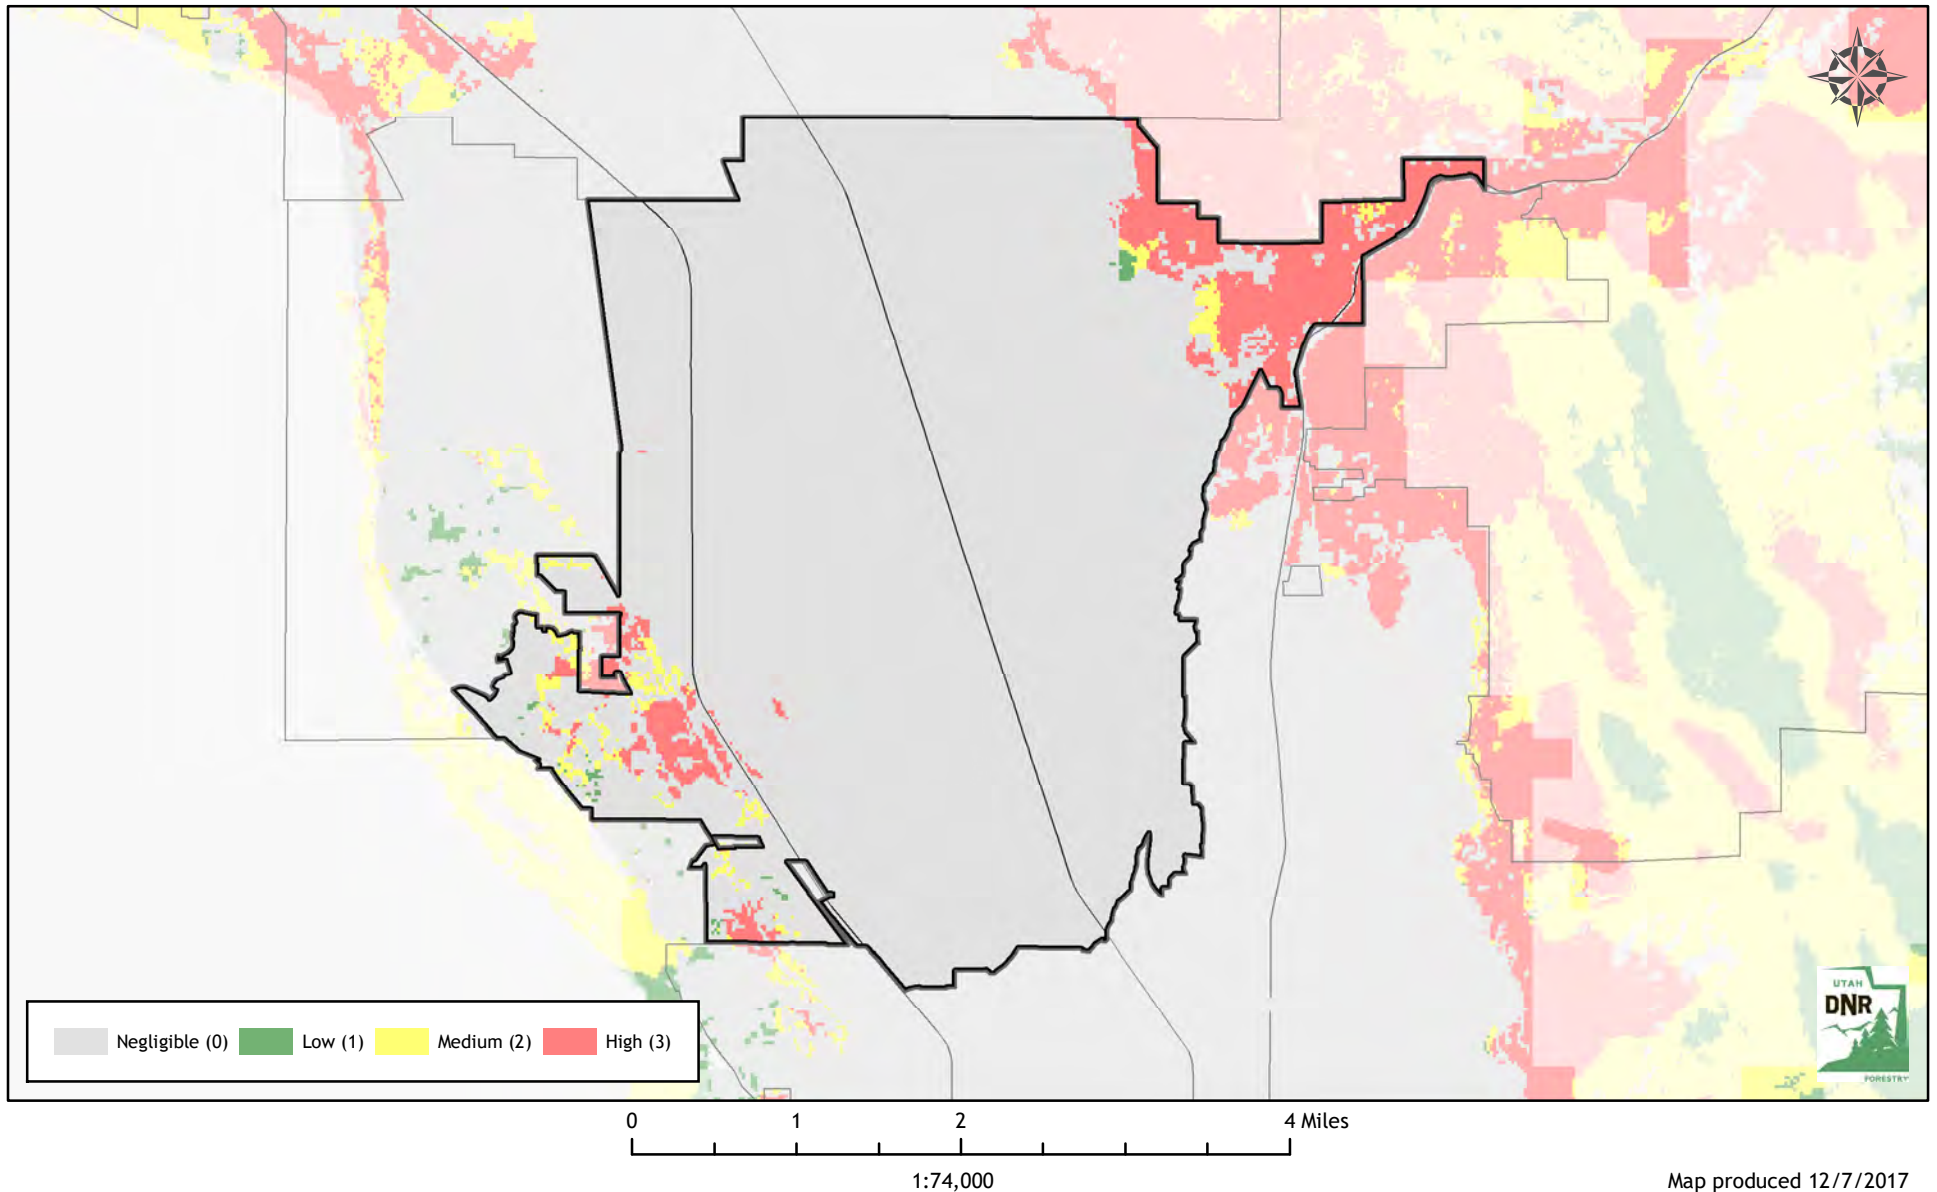 UTAH
DNR
FORESTRY
Negligible (0) Low (1) Medium (2) High (3)
0 1 2 4 Miles
1:74,000
Map produced 12/7/2017